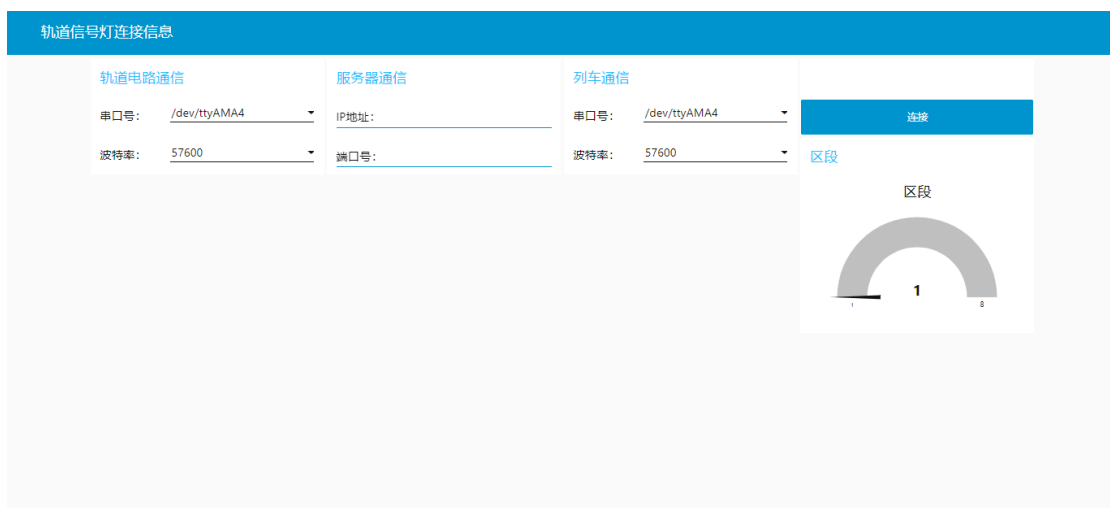 轨道信号灯连接信息
轨道电路通信
串口号： /dev/ttyAMA4
波特率： 57600
服务器通信
IP地址：
端口号：
列车通信
串口号： /dev/ttyAMA4
波特率： 57600
连接
区段
区段
1
1 8